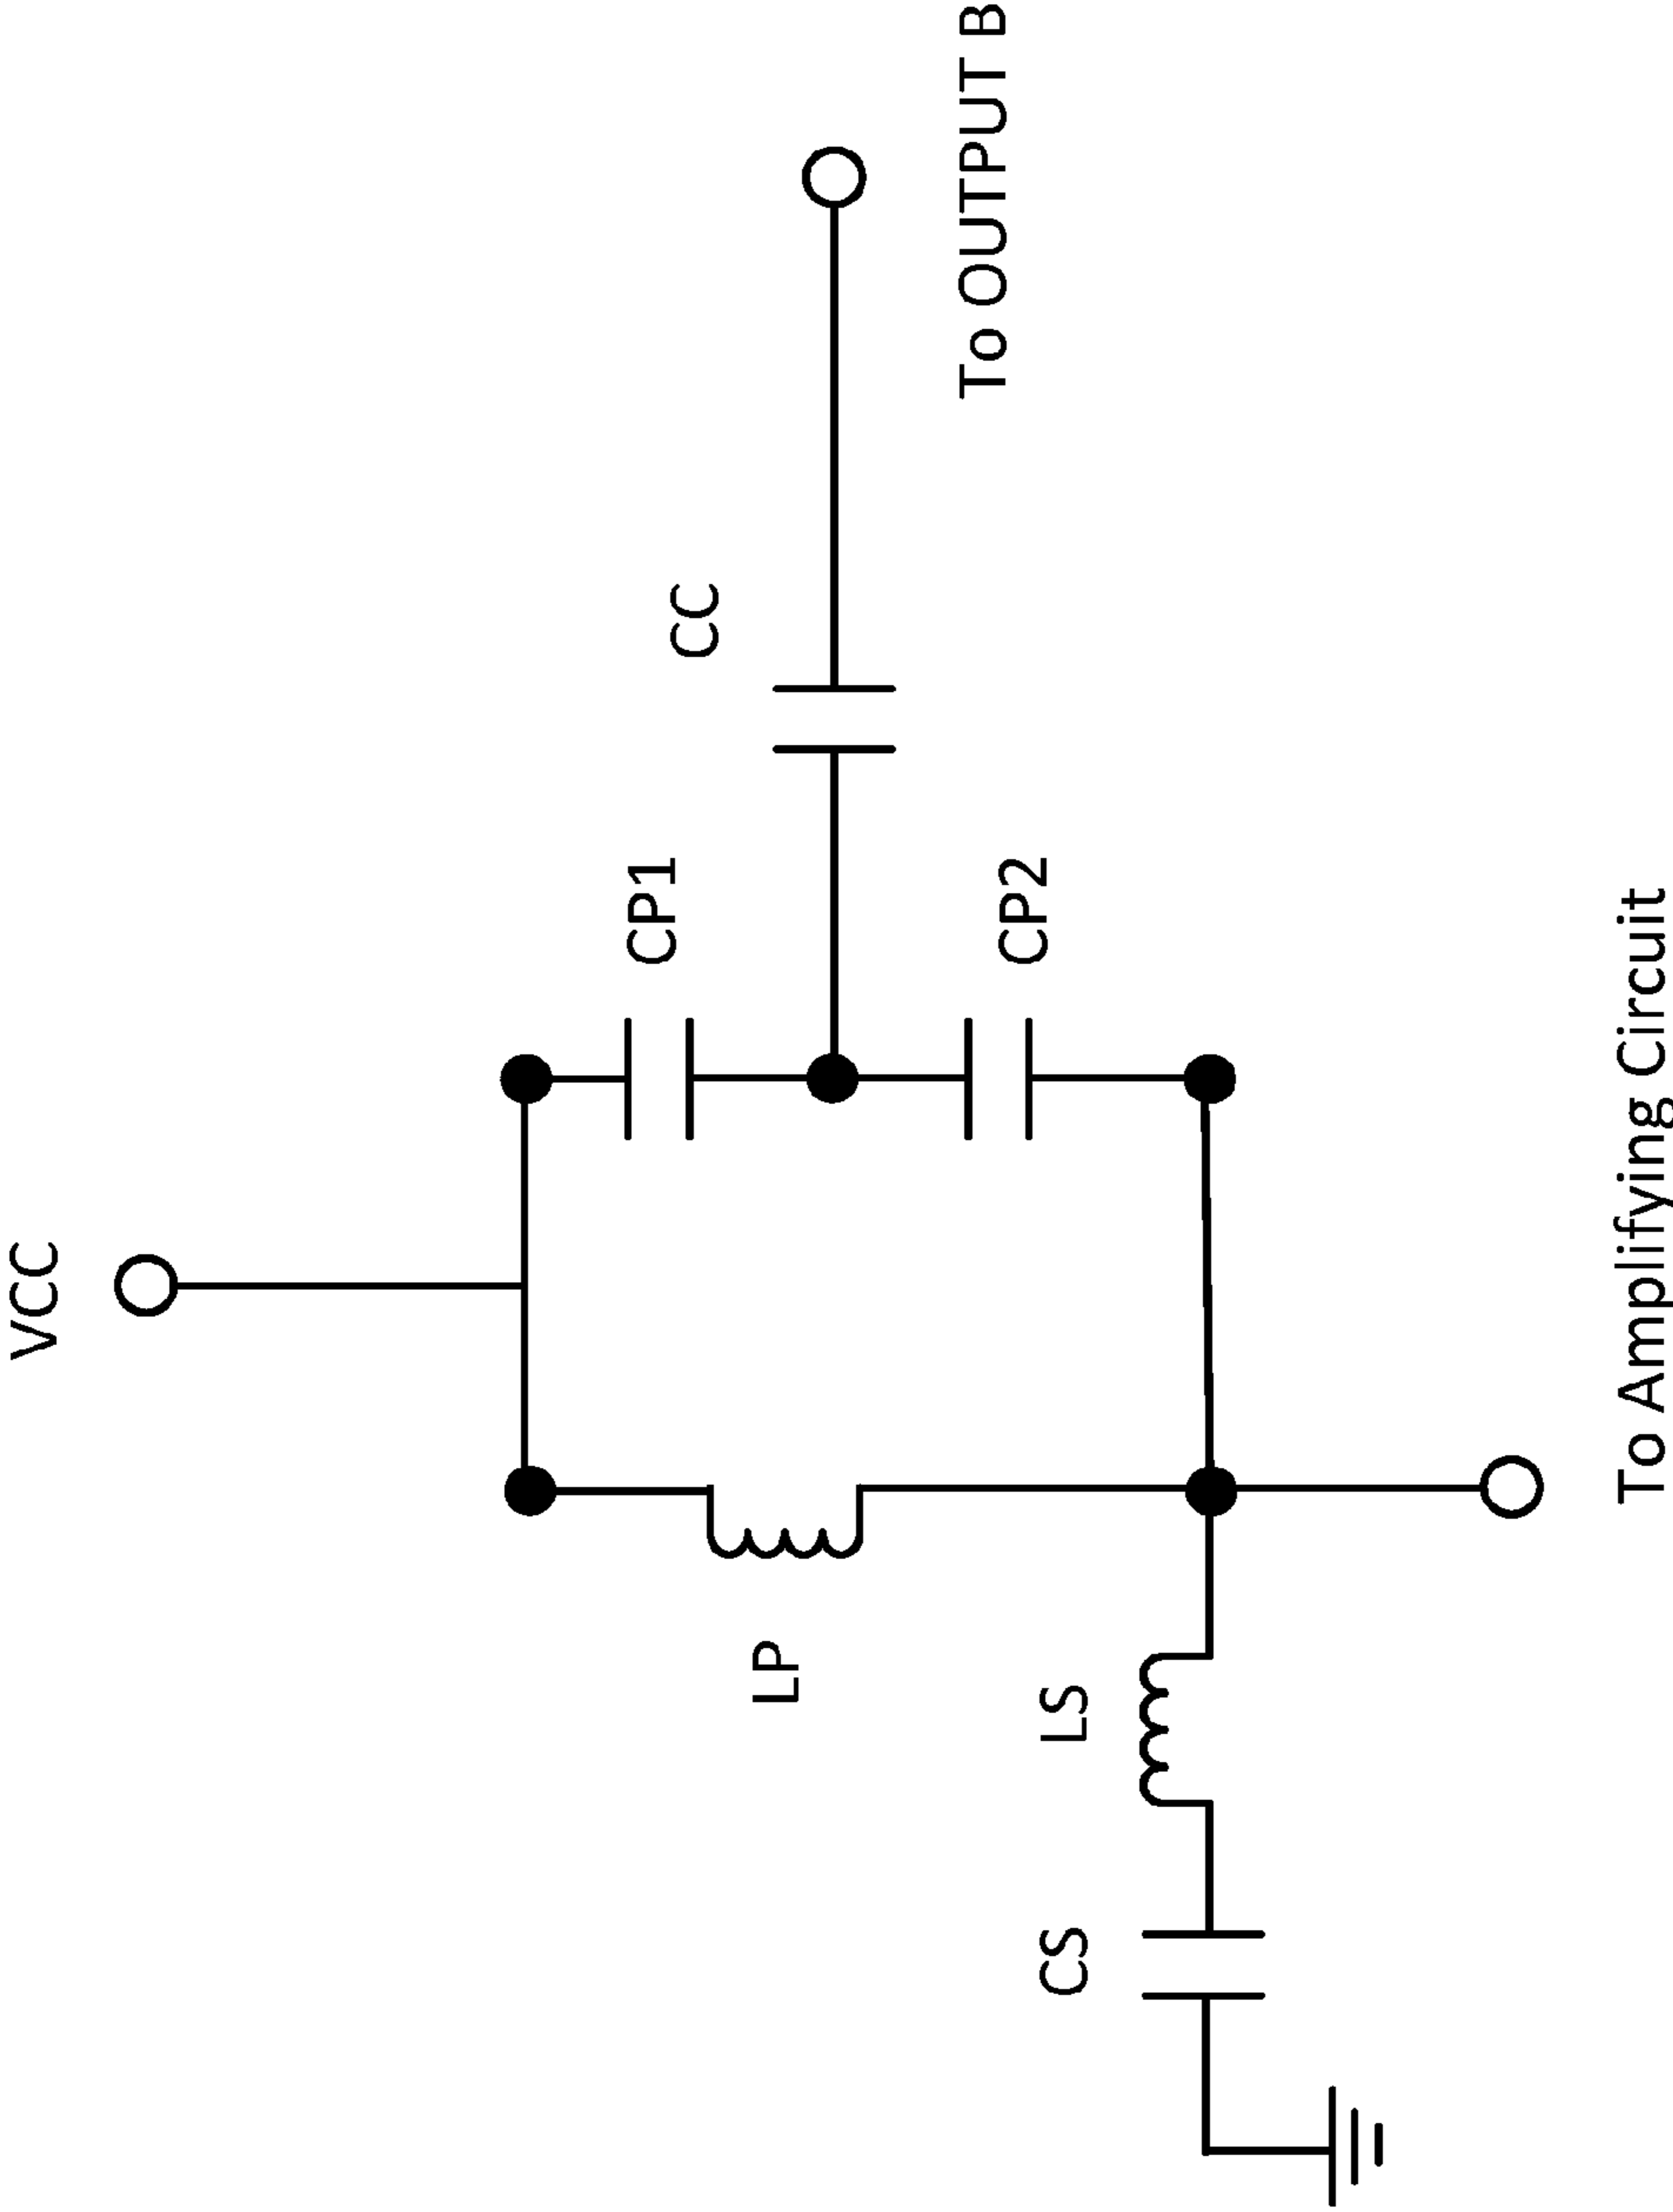 VCC
CP1
CC
LP
CP2
To OUTPUT B
CS
LS
To Amplifying Circuit